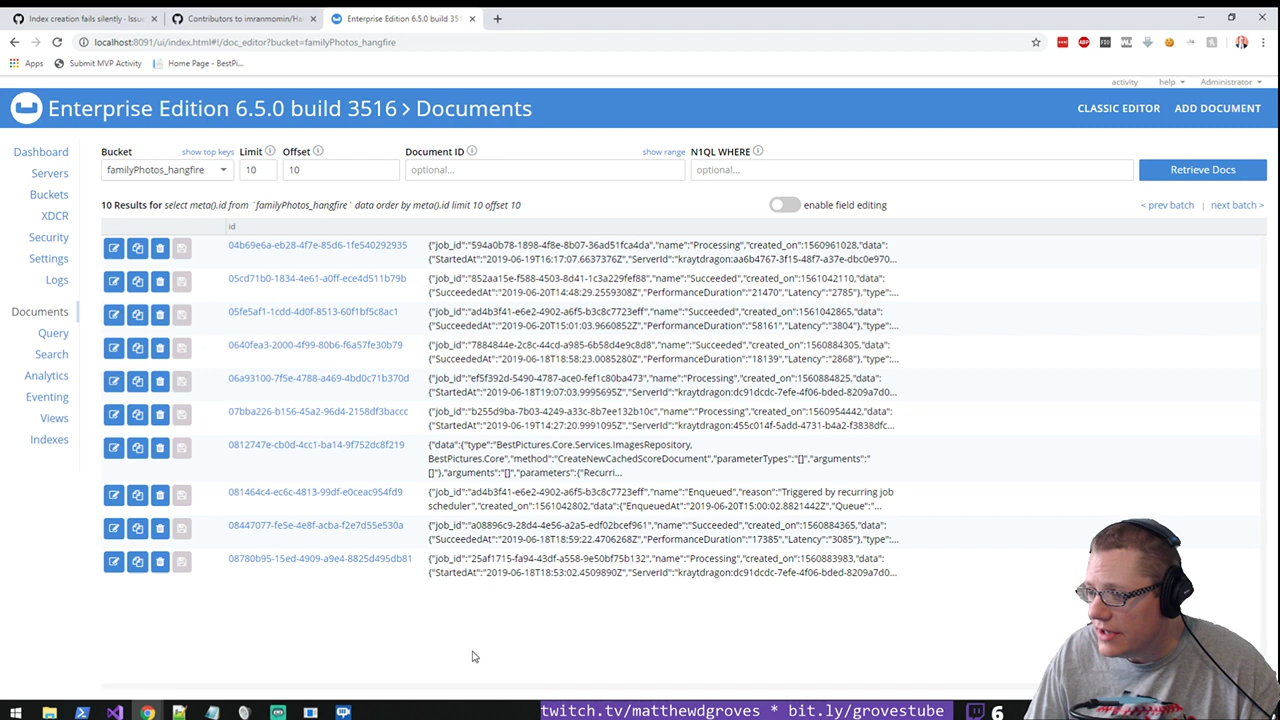 Index creation fails silently · Issue
Contributors to imranmomin/Ha
Enterprise Edition 6.5.0 build 351
localhost:8091/ui/index.html#!/doc_editor?bucket=familyPhotos_hangfire
Apps
Submit MVP Activity
Home Page - BestPi...
activity
help
Administrator
Enterprise Edition 6.5.0 build 3516 > Documents
CLASSIC EDITOR
ADD DOCUMENT
Dashboard
Servers
Buckets
XDCR
Security
Settings
Logs
Documents
Query
Search
Analytics
Eventing
Views
Indexes
Bucket
show top keys
Limit
Offset
Document ID
show range
N1QL WHERE
familyPhotos_hangfire
10
10
optional...
optional...
Retrieve Docs
10 Results for select meta().id from `familyPhotos_hangfire` data order by meta().id limit 10 offset 10
enable field editing
< prev batch | next batch >
id
04b69e6a-eb28-4f7e-85d6-1fe540292935
{"job_id":"594a0b78-1898-4f8e-8b07-36ad51fca4da","name":"Processing","created_on":1560961028,"data":
{"StartedAt":"2019-06-19T16:17:07.6637376Z","ServerId":"kraytdragon:aa6b4767-3f15-48f7-a37e-dbc0e970...
05cd71b0-1834-4e61-a0ff-ece4d511b79b
{"job_id":"852aa15e-f588-4503-8d41-1c3a229fef88","name":"Succeeded","created_on":1561042110,"data":
{"SucceededAt":"2019-06-20T14:48:29.2559308Z","PerformanceDuration":"21470","Latency":"2785"},"type":...
05fe5af1-1cdd-4d0f-8513-60f1bf5c8ac1
{"job_id":"ad4b3f41-e6e2-4902-a6f5-b3c8c7723eff","name":"Succeeded","created_on":1561042865,"data":
{"SucceededAt":"2019-06-20T15:01:03.9660852Z","PerformanceDuration":"58161","Latency":"3804"},"type":...
0640fea3-2000-4f99-80b6-f6a57fe30b79
{"job_id":"7884844e-2c8c-44cd-a985-6b58d4e9c8d8","name":"Succeeded","created_on":1560884305,"data":
{"SucceededAt":"2019-06-18T18:58:23.0085280Z","PerformanceDuration":"18139","Latency":"2868"},"type":...
06a93100-7f5e-4788-a469-4bd0c71b370d
{"job_id":"ef5f392d-5490-4787-ace0-fef1c80ba473","name":"Processing","created_on":1560884825,"data":
{"StartedAt":"2019-06-18T19:07:03.9995695Z","ServerId":"kraytdragon:dc91dcdc-7efe-4f06-bded-8209a7d0...
07bba226-b156-45a2-96d4-2158df3baccc
{"job_id":"b255d9ba-7b03-4249-a33c-8b7ee132b10c","name":"Processing","created_on":1560954442,"data":
{"StartedAt":"2019-06-19T14:27:20.9991095Z","ServerId":"kraytdragon:455c014f-5add-4731-b4a2-f3838dfc...
0812747e-cb0d-4cc1-ba14-9f752dc8f219
{"data":{"type":"BestPictures.Core.Services.ImagesRepository,
BestPictures.Core","method":"CreateNewCachedScoreDocument","parameterTypes":"[]","arguments":"
[]"},"arguments":"[]","parameters":{"Recurri...
081464c4-ec6c-4813-99df-e0ceac954fd9
{"job_id":"ad4b3f41-e6e2-4902-a6f5-b3c8c7723eff","name":"Enqueued","reason":"Triggered by recurring job
scheduler","created_on":1561042802,"data":{"EnqueuedAt":"2019-06-20T15:00:02.8821442Z","Queue":"...
08447077-fe5e-4e8f-acba-f2e7d55e530a
{"job_id":"a08896c9-28d4-4e56-a2a5-edf02bcef961","name":"Succeeded","created_on":1560884365,"data":
{"SucceededAt":"2019-06-18T18:59:22.4706268Z","PerformanceDuration":"17385","Latency":"3085"},"type":...
08780b95-15ed-4909-a9e4-8825d495db81
{"job_id":"25af1715-fa94-43df-a558-9e50bf75b132","name":"Processing","created_on":1560883983,"data":
{"StartedAt":"2019-06-18T18:53:02.4509890Z","ServerId":"kraytdragon:dc91dcdc-7efe-4f06-bded-8209a7d0...
twitch.tv/matthewdgroves * bit.ly/grovestube
6